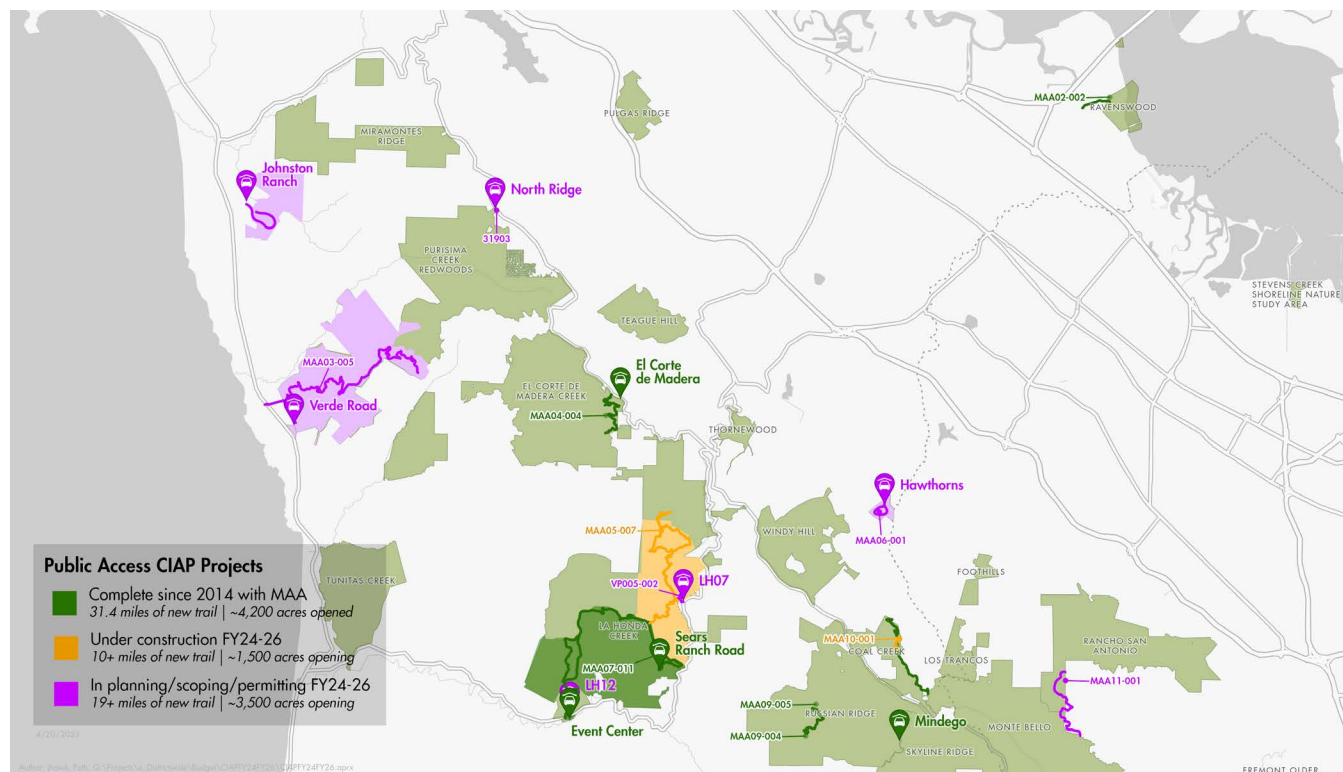 MAA02-002
RAVENSWOOD
PULGAS RIDGE
MIRAMONTES
RIDGE
Johnston
Ranch
North Ridge
31903
PURISIMA
CREEK
REDWOODS
STEVENS CREEK
SHORELINE NATURE
STUDY AREA
TEAGUE HILL
MAA03-005
Verde Road
El Corte
de Madera
EL CORTE DE
MADERA CREEK
MAA04-004
THORNEWOOD
Hawthorns
MAA06-001
MAA05-007
WINDY HILL
VP005-002
LH07
FOOTHILLS
TUNITAS CREEK
LA HONDA
CREEK
Sears
Ranch Road
MAA07-011
LH12
Event Center
MAA10-001
COAL CREEK
LOS TRANCOS
RANCHO SAN
ANTONIO
MAA11-001
MAA09-005
RUSSIAN RIDGE
MAA09-004
Mindego
MONTE BELLO
SKYLINE RIDGE
FREMONT OLDER
Public Access CIAP Projects
Complete since 2014 with MAA
31.4 miles of new trail | ~4,200 acres opened
Under construction FY24-26
10+ miles of new trail | ~1,500 acres opening
In planning/scoping/permitting FY24-26
19+ miles of new trail | ~3,500 acres opening
4/20/2023